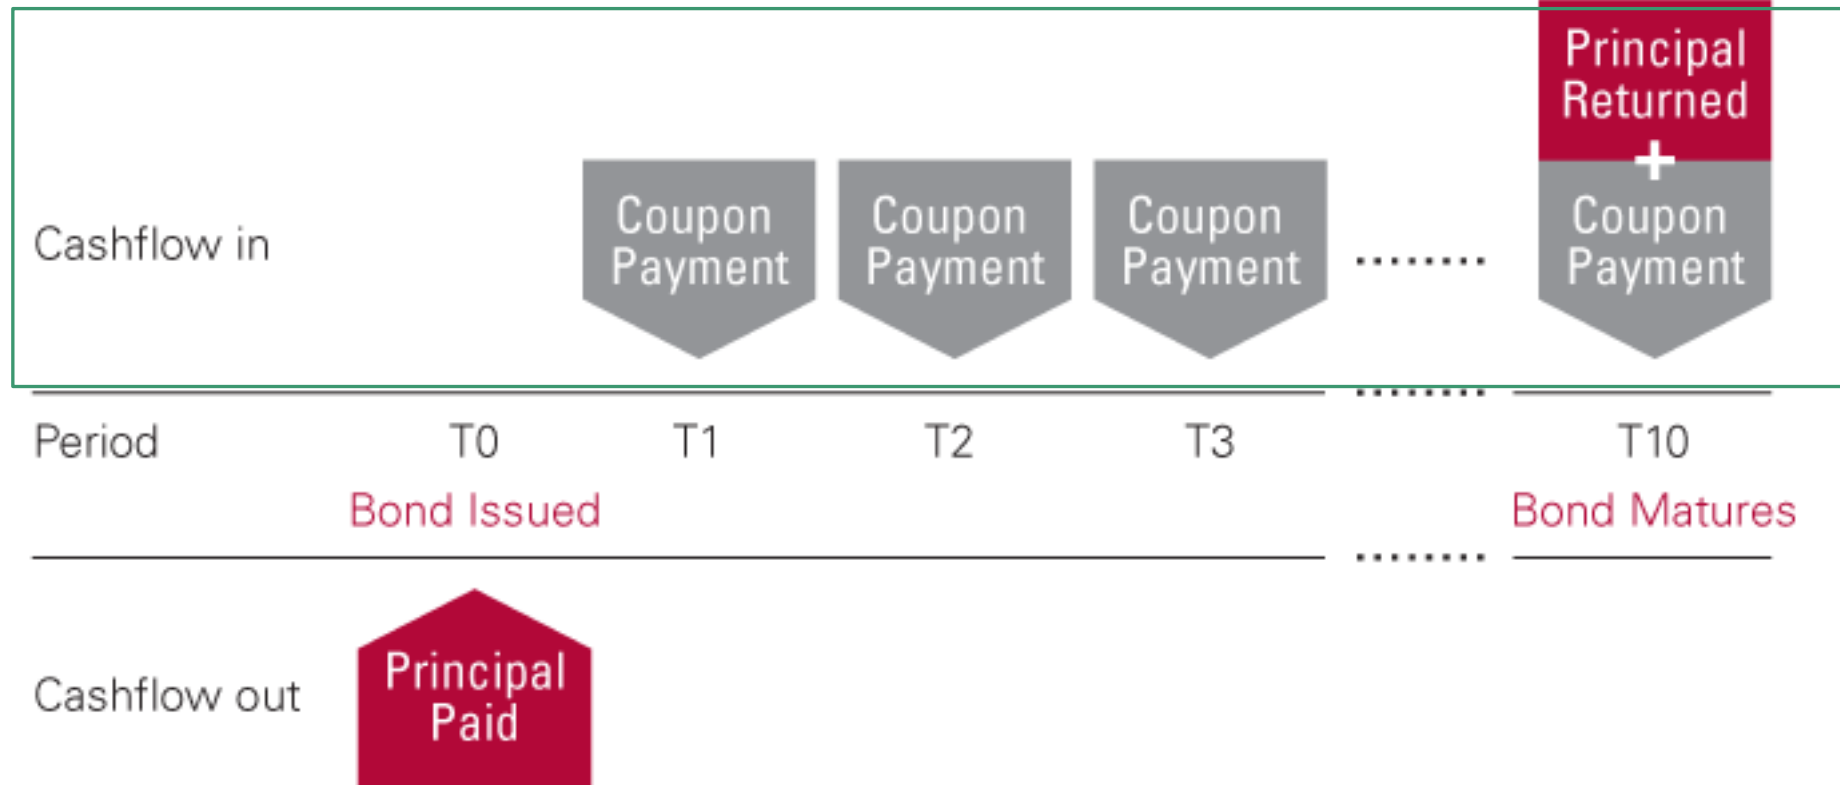 Principal
Returned
+
Cashflow in
Coupon
Payment
Coupon
Payment
Coupon
Payment
........
Coupon
Payment
Period T0 T1 T2 T3 T10
Bond Issued Bond Matures
Cashflow out
Principal
Paid